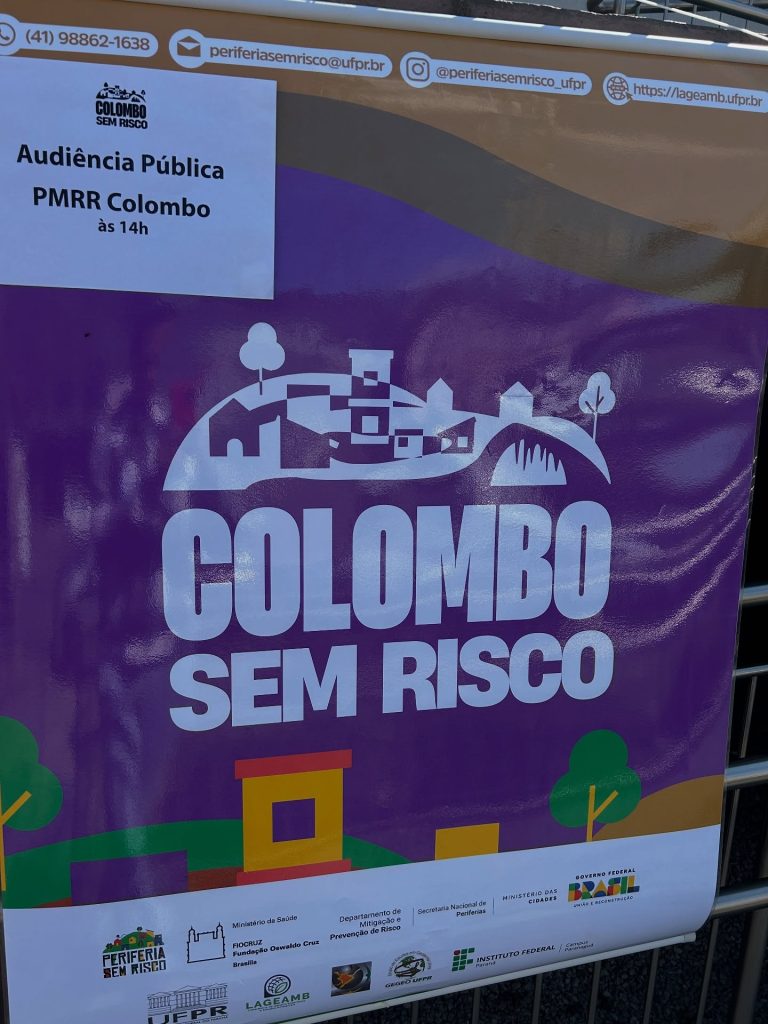 (41) 98862-1638
periferiasemrisco@ufpr.br
@periferiasemrisco_ufpr
https://lageamb.ufpr.br
COLOMBO
SEM RISCO
Audiência Pública
PMRR Colombo
às 14h
COLOMBO
SEM RISCO
PERIFERIA
SEM RISCO
Ministério da Saúde
FIOCRUZ
Fundação Oswaldo Cruz
Brasília
Departamento de
Mitigação e
Prevenção de Risco
Secretaria Nacional de
Periferias
MINISTÉRIO DAS
CIDADES
GOVERNO FEDERAL
BRASIL
UNIÃO E RECONSTRUÇÃO
UFPR
LAGEAMB
GEGEO UFPR
INSTITUTO FEDERAL
Paraná
Campus
Paranaguá